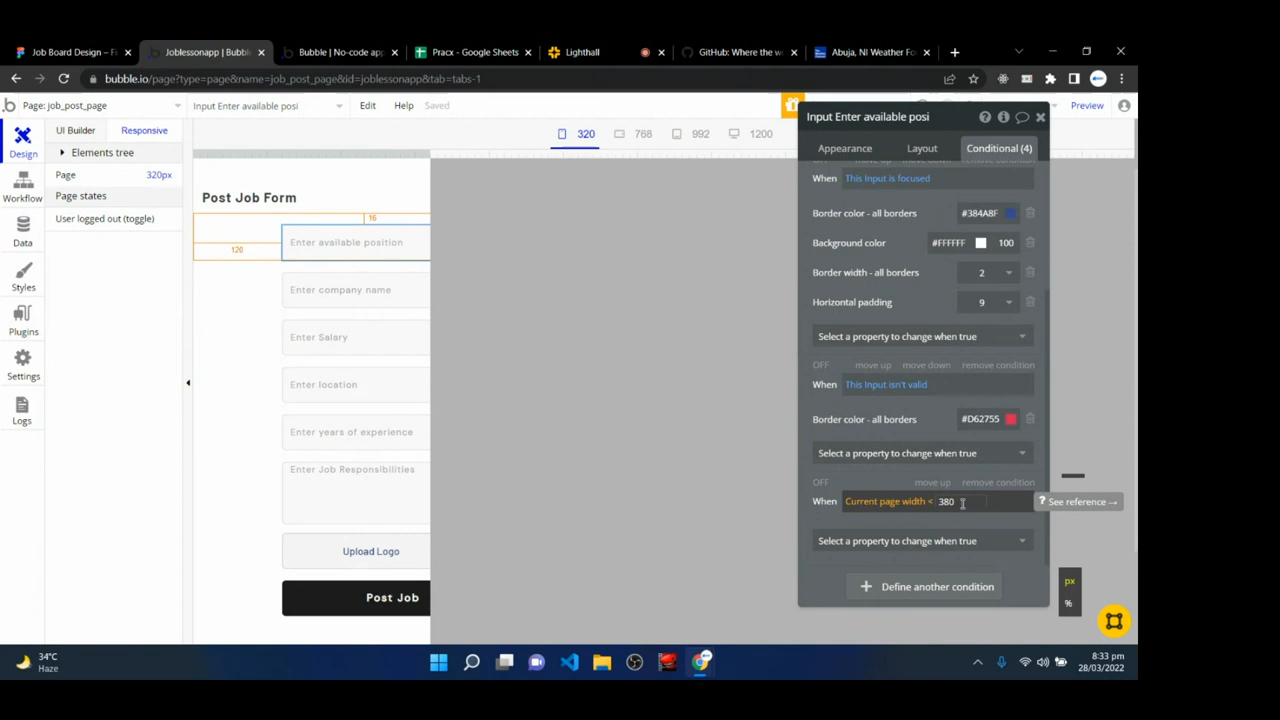 Job Board Design – Fi
Joblessonapp | Bubbl
Bubble | No-code app
Pracx - Google Sheets
Lighthall
GitHub: Where the w
Abuja, NI Weather Fo
bubble.io/page?type=page&name=job_post_page&id=joblessonapp&tab=tabs-1
Page: job_post_page
Input Enter available posi
Edit
Help
Saved
Preview
Design
Workflow
Data
Styles
Plugins
Settings
Logs
UI Builder
Responsive
Elements tree
Page
320px
Page states
User logged out (toggle)
320
768
992
1200
Post Job Form
16
120
Enter available position
Enter company name
Enter Salary
Enter location
Enter years of experience
Enter Job Responsibilities
Upload Logo
Post Job
Input Enter available posi
Appearance
Layout
Conditional (4)
OFF move up move down remove condition
When This Input is focused
Border color - all borders #384A8F
Background color #FFFFFF 100
Border width - all borders 2
Horizontal padding 9
Select a property to change when true
OFF move up move down remove condition
When This Input isn't valid
Border color - all borders #D62755
Select a property to change when true
OFF move up remove condition
When Current page width < 380
? See reference →
Select a property to change when true
+ Define another condition
px
%
34°C
Haze
8:33 pm
28/03/2022